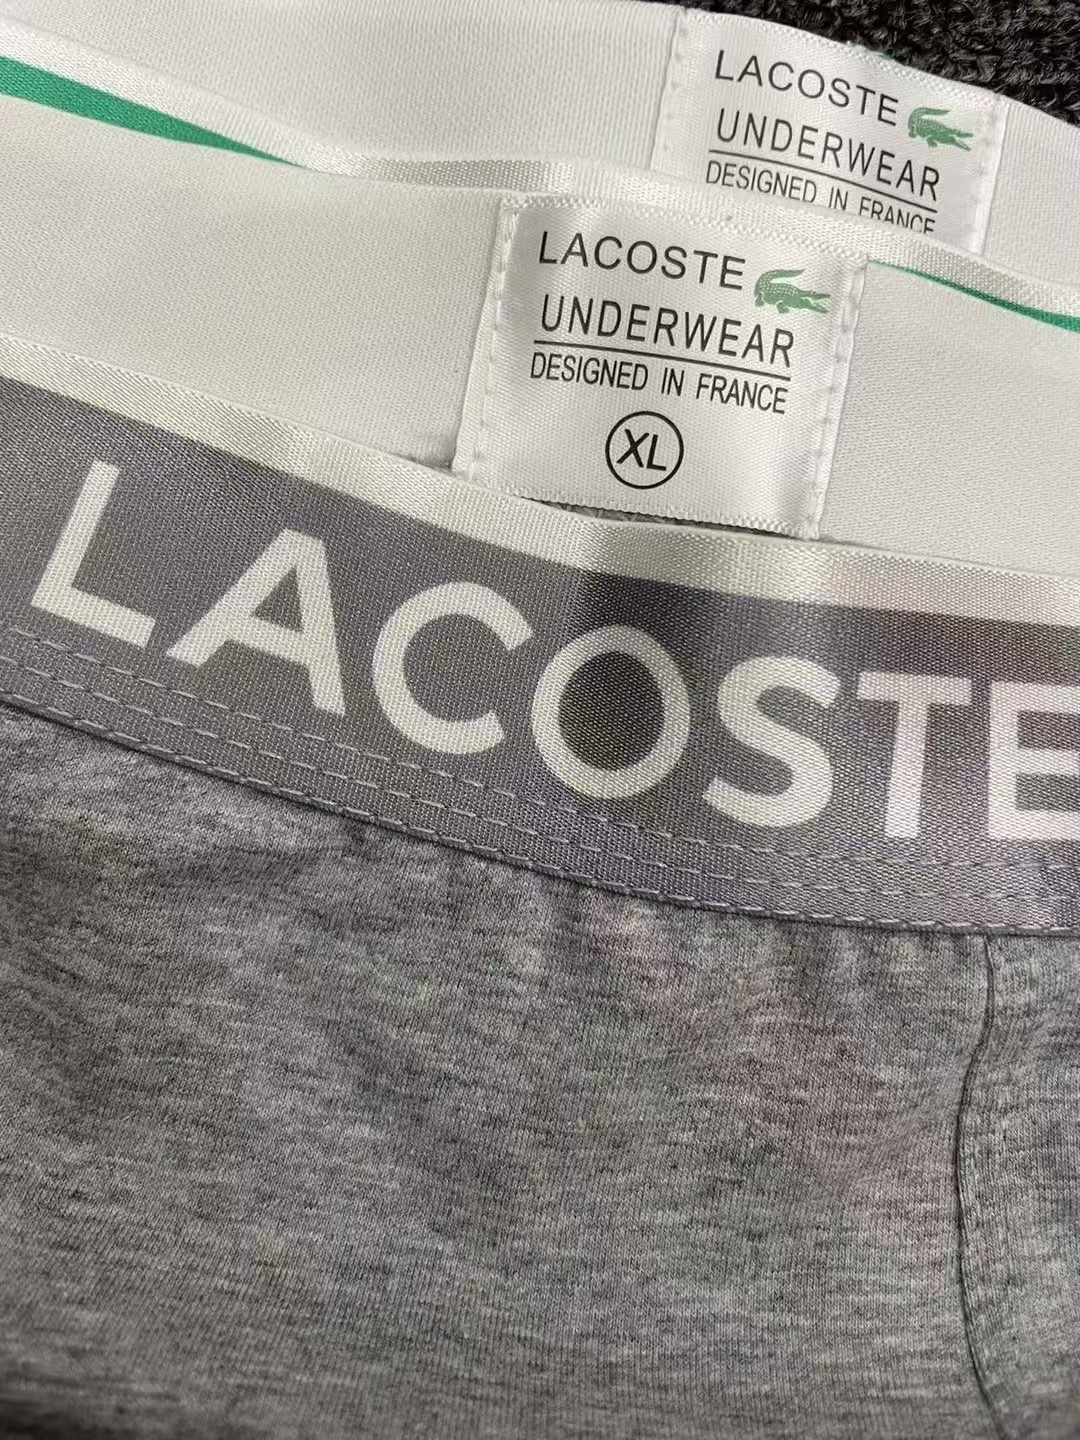 LACOSTE
UNDERWEAR
DESIGNED IN FRANCE
LACOSTE
UNDERWEAR
DESIGNED IN FRANCE
XL
LACOSTE